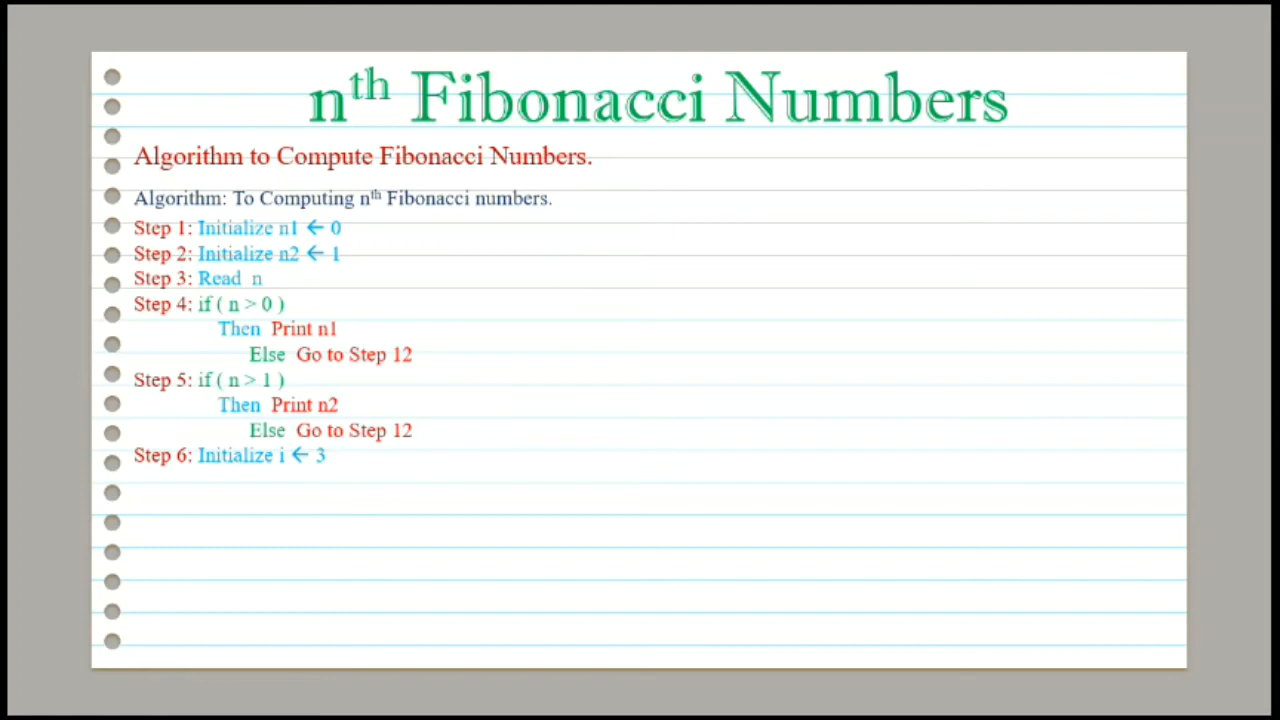 nth Fibonacci Numbers
Algorithm to Compute Fibonacci Numbers.
Algorithm: To Computing nth Fibonacci numbers.
Step 1: Initialize n1 ← 0
Step 2: Initialize n2 ← 1
Step 3: Read n
Step 4: if ( n > 0 )
Then Print n1
Else Go to Step 12
Step 5: if ( n > 1 )
Then Print n2
Else Go to Step 12
Step 6: Initialize i ← 3